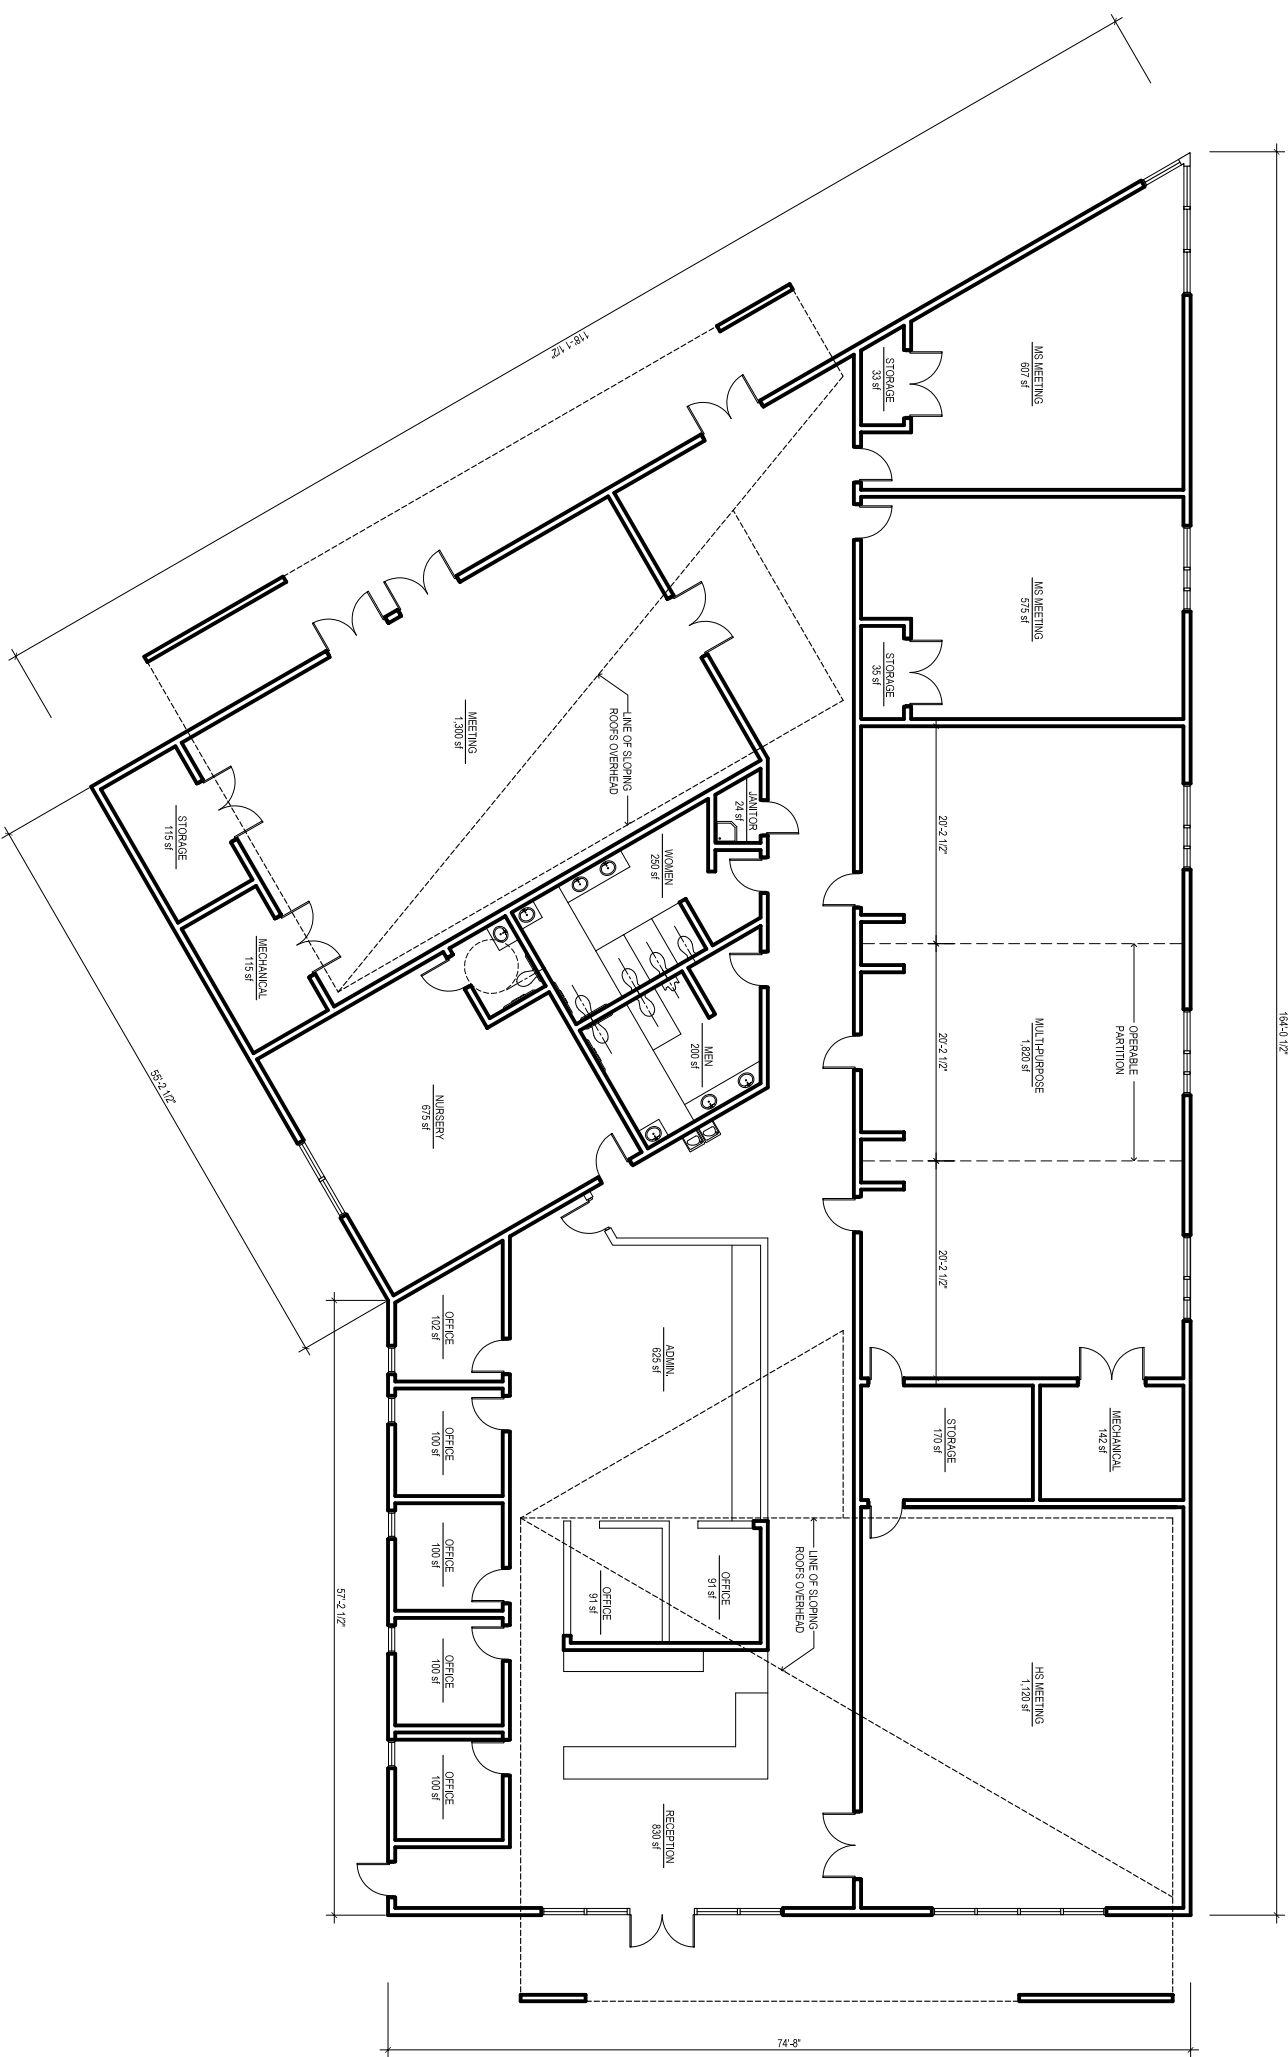 118'-1 1/2"
164'-0 1/2"
MS MEETING
607 sf
STORAGE
33 sf
MS MEETING
575 sf
STORAGE
35 sf
MEETING
1,300 sf
LINE OF SLOPING
ROOFS OVERHEAD
STORAGE
115 sf
JANITOR
24 sf
WOMEN
250 sf
20'-2 1/2"
MECHANICAL
115 sf
MEN
200 sf
20'-2 1/2"
MULTI-PURPOSE
1,820 sf
OPERABLE
PARTITION
55'-2 1/2"
NURSERY
675 sf
20'-2 1/2"
OFFICE
102 sf
ADMIN.
625 sf
OFFICE
100 sf
STORAGE
170 sf
MECHANICAL
142 sf
OFFICE
100 sf
OFFICE
91 sf
OFFICE
91 sf
LINE OF SLOPING
ROOFS OVERHEAD
57'-2 1/2"
OFFICE
100 sf
HS MEETING
1,120 sf
OFFICE
100 sf
RECEPTION
830 sf
74'-8"